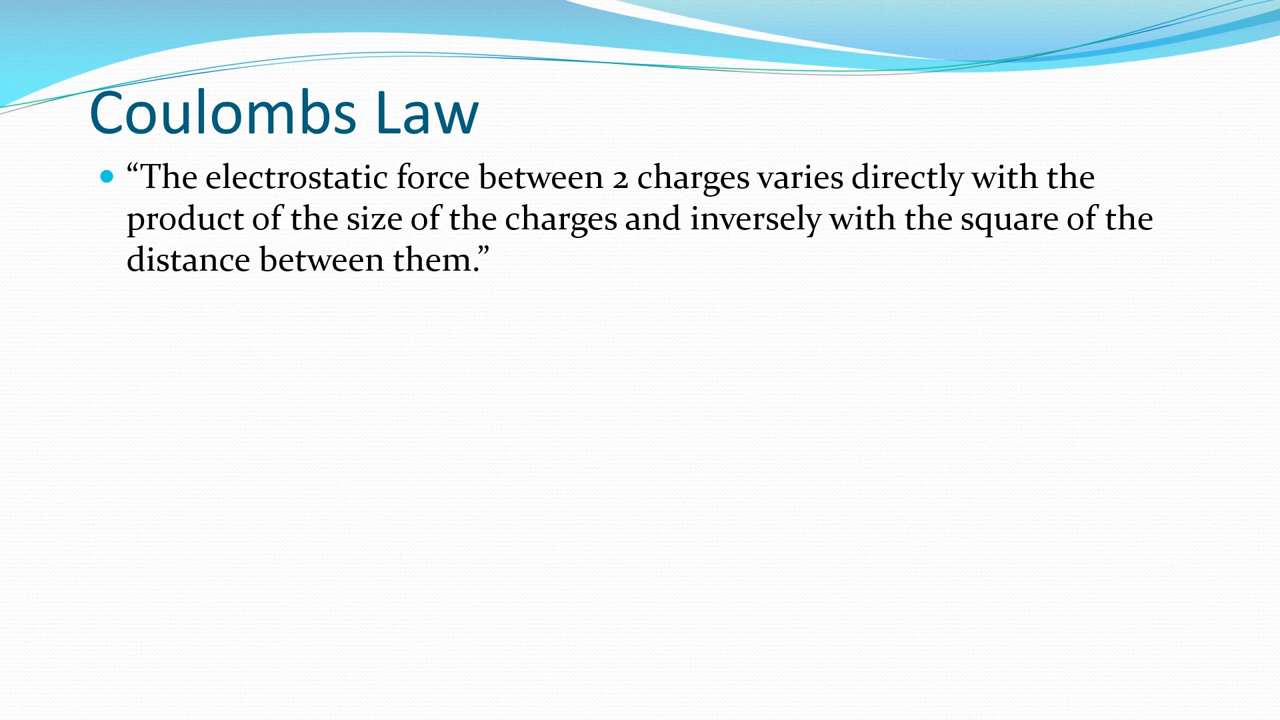 Coulombs Law
“The electrostatic force between 2 charges varies directly with the
product of the size of the charges and inversely with the square of the
distance between them.”